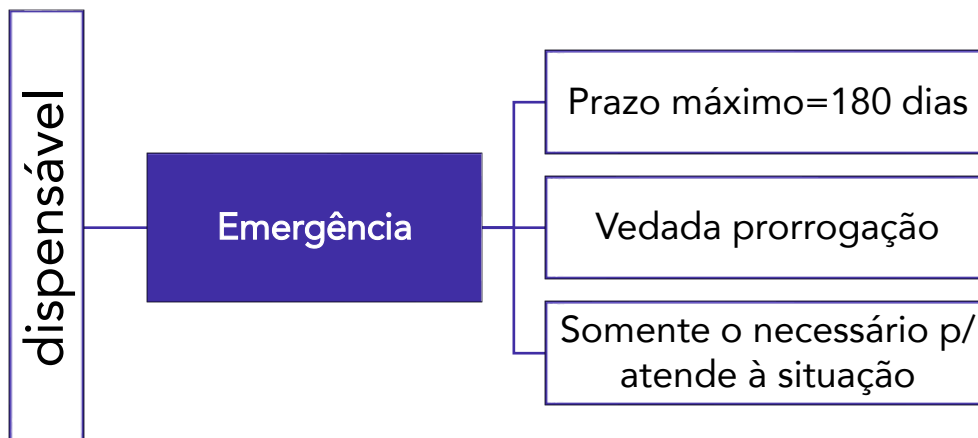 dispensável
Emergência
Prazo máximo=180 dias
Vedada prorrogação
Somente o necessário p/
atende à situação